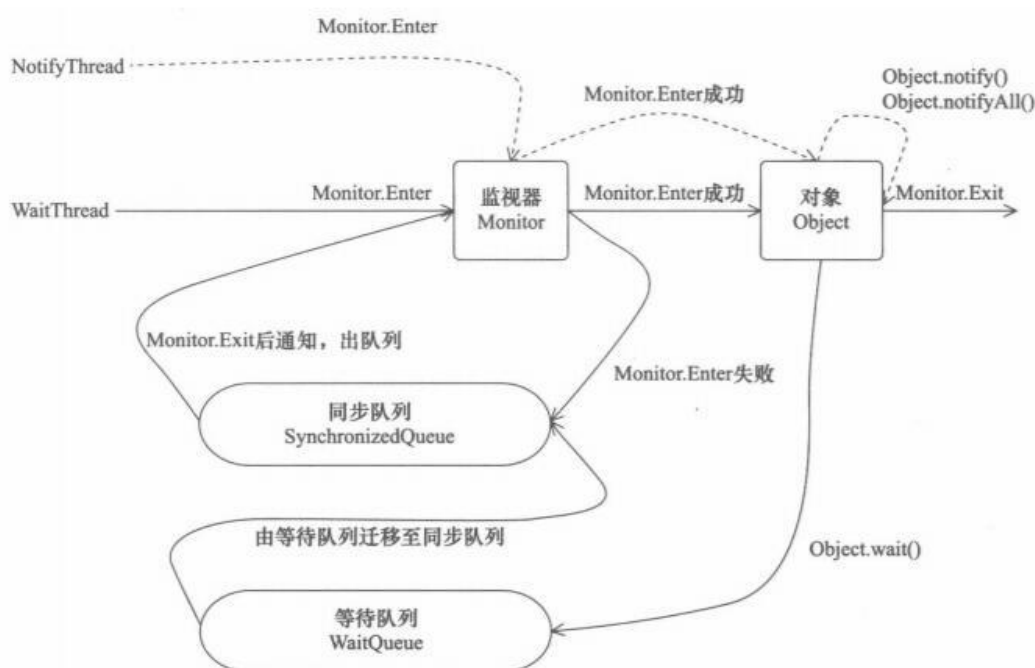 Monitor.Enter
NotifyThread
Object.notify()
Object.notifyAll()
Monitor.Enter成功
WaitThread
Monitor.Enter
监视器
Monitor
Monitor.Enter成功
对象
Object
Monitor.Exit
Monitor.Exit后通知，出队列
Monitor.Enter失败
同步队列
SynchronizedQueue
由等待队列迁移至同步队列
Object.wait()
等待队列
WaitQueue